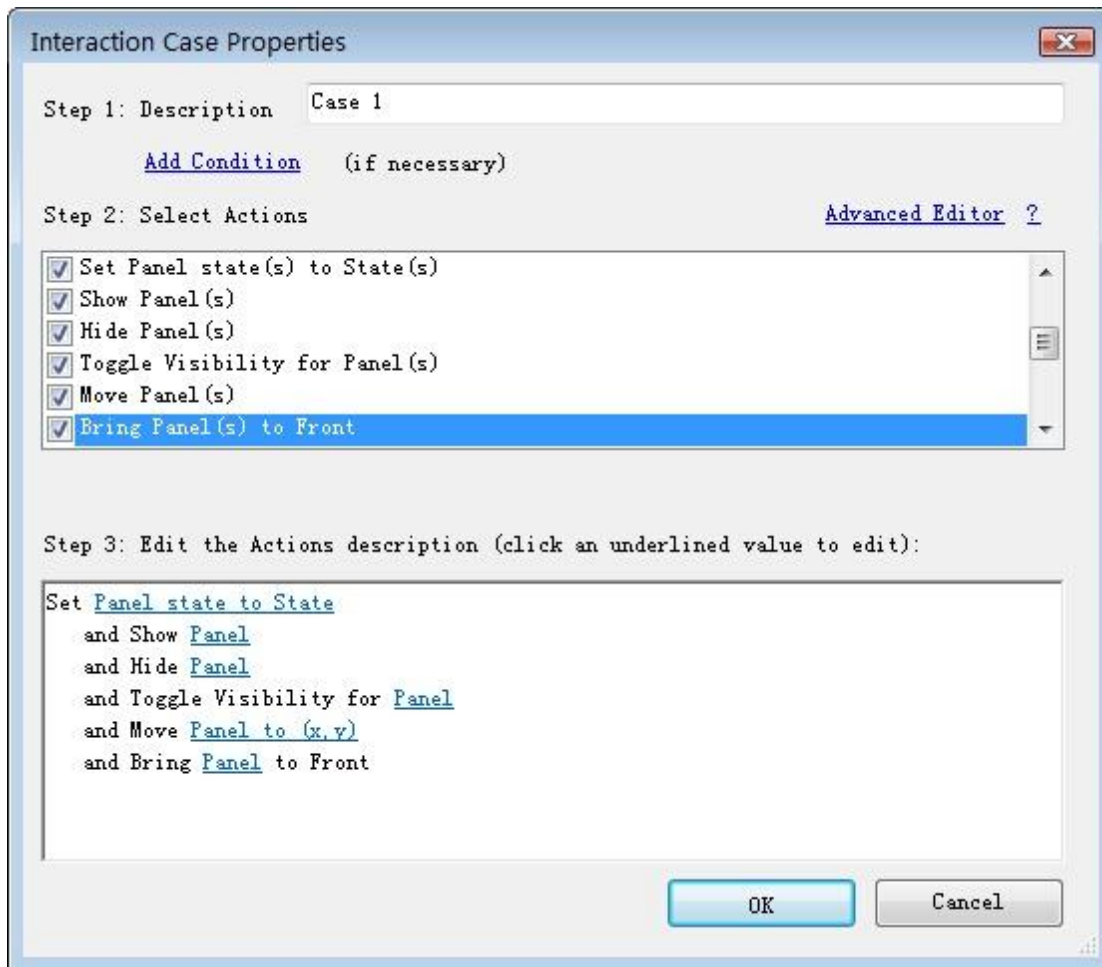 Interaction Case Properties
Step 1: Description Case 1
Add Condition (if necessary)
Step 2: Select Actions Advanced Editor ?
Set Panel state(s) to State(s)
Show Panel(s)
Hide Panel(s)
Toggle Visibility for Panel(s)
Move Panel(s)
Bring Panel(s) to Front
Step 3: Edit the Actions description (click an underlined value to edit):
Set Panel state to State
and Show Panel
and Hide Panel
and Toggle Visibility for Panel
and Move Panel to (x,y)
and Bring Panel to Front
OK Cancel